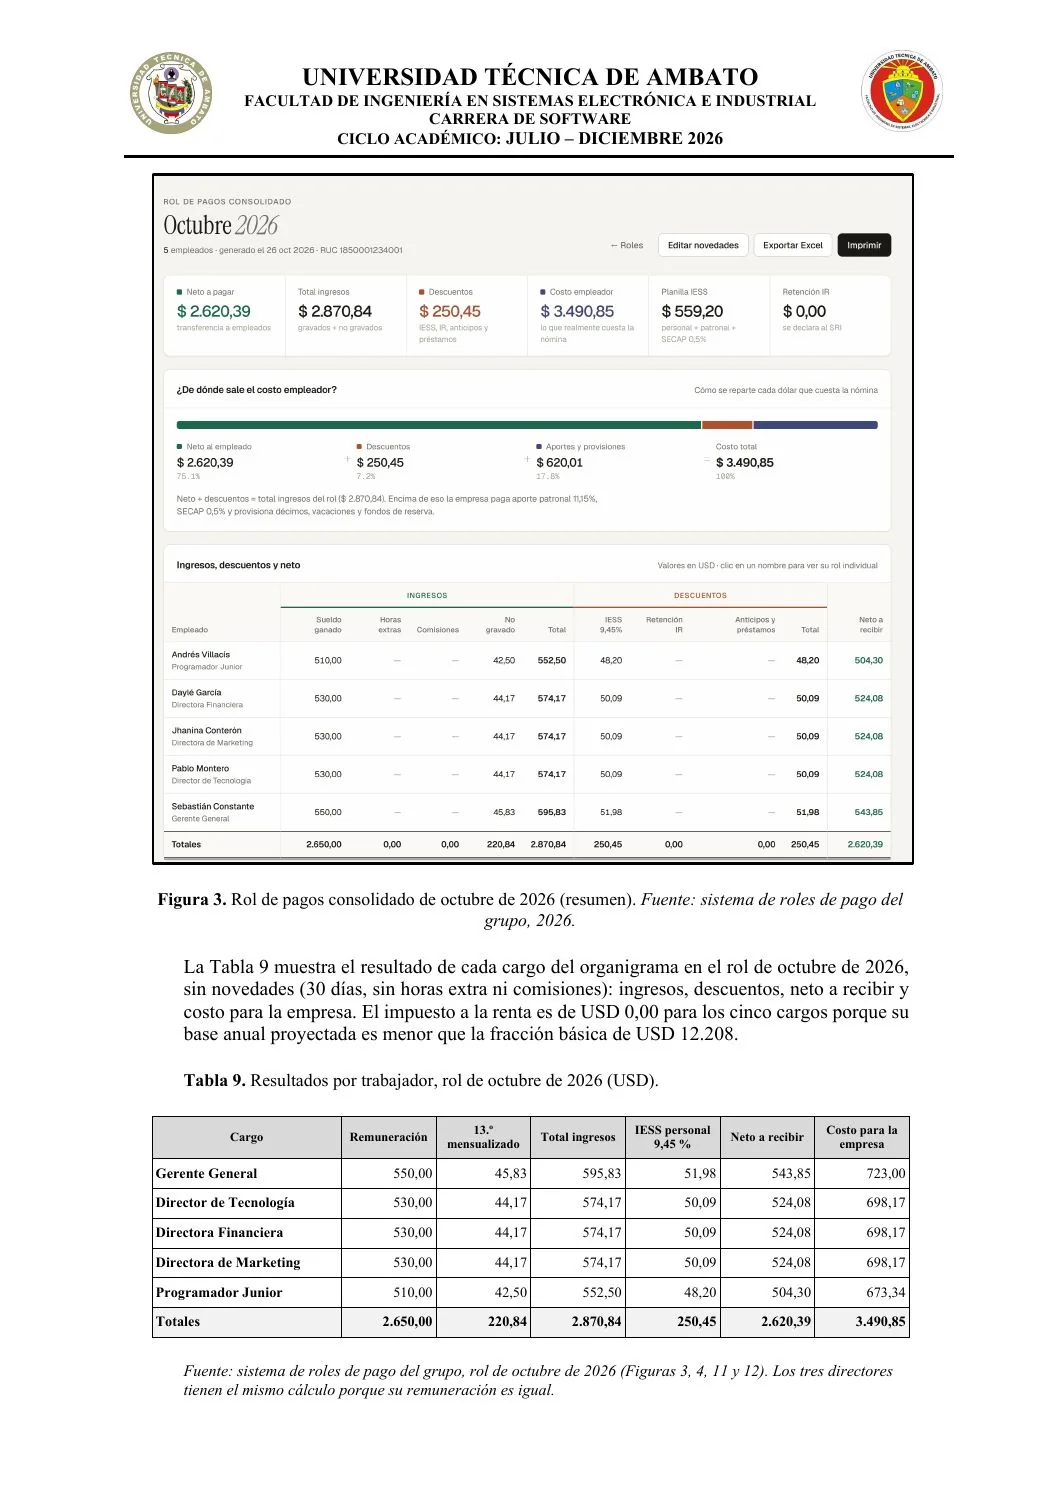 UNIVERSIDAD TÉCNICA DE AMBATO
FACULTAD DE INGENIERÍA EN SISTEMAS ELECTRÓNICA E INDUSTRIAL
CARRERA DE SOFTWARE
CICLO ACADÉMICO: JULIO – DICIEMBRE 2026
ROL DE PAGOS CONSOLIDADO
Octubre 2026
5 empleados · generado el 26 oct 2026 · RUC 1850001234001
← Roles Editar novedades Exportar Excel Imprimir
Neto a pagar Total ingresos Descuentos Costo empleador Planilla IESS Retención IR
$ 2.620,39 $ 2.870,84 $ 250,45 $ 3.490,85 $ 559,20 $ 0,00
transferencia a empleados gravados + no gravados IESS, IR, anticipos y lo que realmente cuesta la personal + patronal + se declara al SRI
préstamos nómina SECAP 0,5%
¿De dónde sale el costo empleador? Cómo se reparte cada dólar que cuesta la nómina
Neto al empleado Descuentos Aportes y provisiones Costo total
$ 2.620,39 + $ 250,45 + $ 620,01 = $ 3.490,85
75.1% 7.2% 17.8% 100%
Neto + descuentos = total ingresos del rol ($ 2.870,84). Encima de eso la empresa paga aporte patronal 11,15%,
SECAP 0,5% y provisiona décimos, vacaciones y fondos de reserva.
Ingresos, descuentos y neto Valores en USD · clic en un nombre para ver su rol individual
INGRESOS DESCUENTOS
Sueldo Horas No IESS Retención Anticipos y Neto a
Empleado ganado extras Comisiones gravado Total 9,45% IR préstamos Total recibir
Andrés Villacís
Programador Junior 510,00 — — 42,50 552,50 48,20 — — 48,20 504,30
Daylé García
Directora Financiera 530,00 — — 44,17 574,17 50,09 — — 50,09 524,08
Jhanina Conterón
Directora de Marketing 530,00 — — 44,17 574,17 50,09 — — 50,09 524,08
Pablo Montero
Director de Tecnología 530,00 — — 44,17 574,17 50,09 — — 50,09 524,08
Sebastián Constante
Gerente General 550,00 — — 45,83 595,83 51,98 — — 51,98 543,85
Totales 2.650,00 0,00 0,00 220,84 2.870,84 250,45 0,00 0,00 250,45 2.620,39
Figura 3. Rol de pagos consolidado de octubre de 2026 (resumen). Fuente: sistema de roles de pago del
grupo, 2026.
La Tabla 9 muestra el resultado de cada cargo del organigrama en el rol de octubre de 2026,
sin novedades (30 días, sin horas extra ni comisiones): ingresos, descuentos, neto a recibir y
costo para la empresa. El impuesto a la renta es de USD 0,00 para los cinco cargos porque su
base anual proyectada es menor que la fracción básica de USD 12.208.
Tabla 9. Resultados por trabajador, rol de octubre de 2026 (USD).
Cargo Remuneración 13.º mensualizado Total ingresos IESS personal 9,45 % Neto a recibir Costo para la empresa
Gerente General 550,00 45,83 595,83 51,98 543,85 723,00
Director de Tecnología 530,00 44,17 574,17 50,09 524,08 698,17
Directora Financiera 530,00 44,17 574,17 50,09 524,08 698,17
Directora de Marketing 530,00 44,17 574,17 50,09 524,08 698,17
Programador Junior 510,00 42,50 552,50 48,20 504,30 673,34
Totales 2.650,00 220,84 2.870,84 250,45 2.620,39 3.490,85
Fuente: sistema de roles de pago del grupo, rol de octubre de 2026 (Figuras 3, 4, 11 y 12). Los tres directores
tienen el mismo cálculo porque su remuneración es igual.